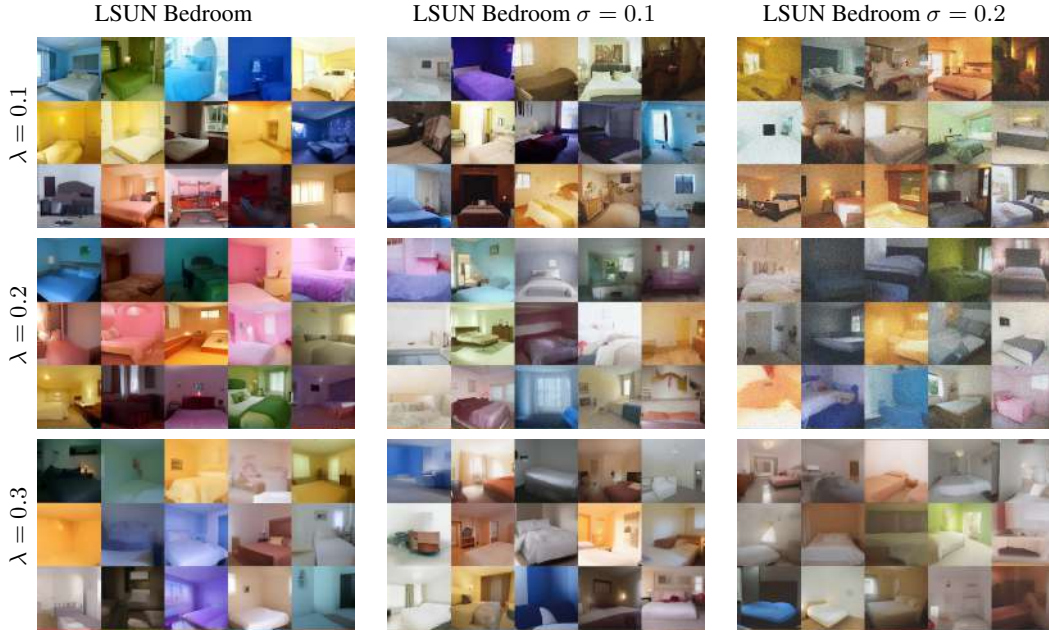 LSUN Bedroom
LSUN Bedroom σ = 0.1
LSUN Bedroom σ = 0.2
λ = 0.1
λ = 0.2
λ = 0.3